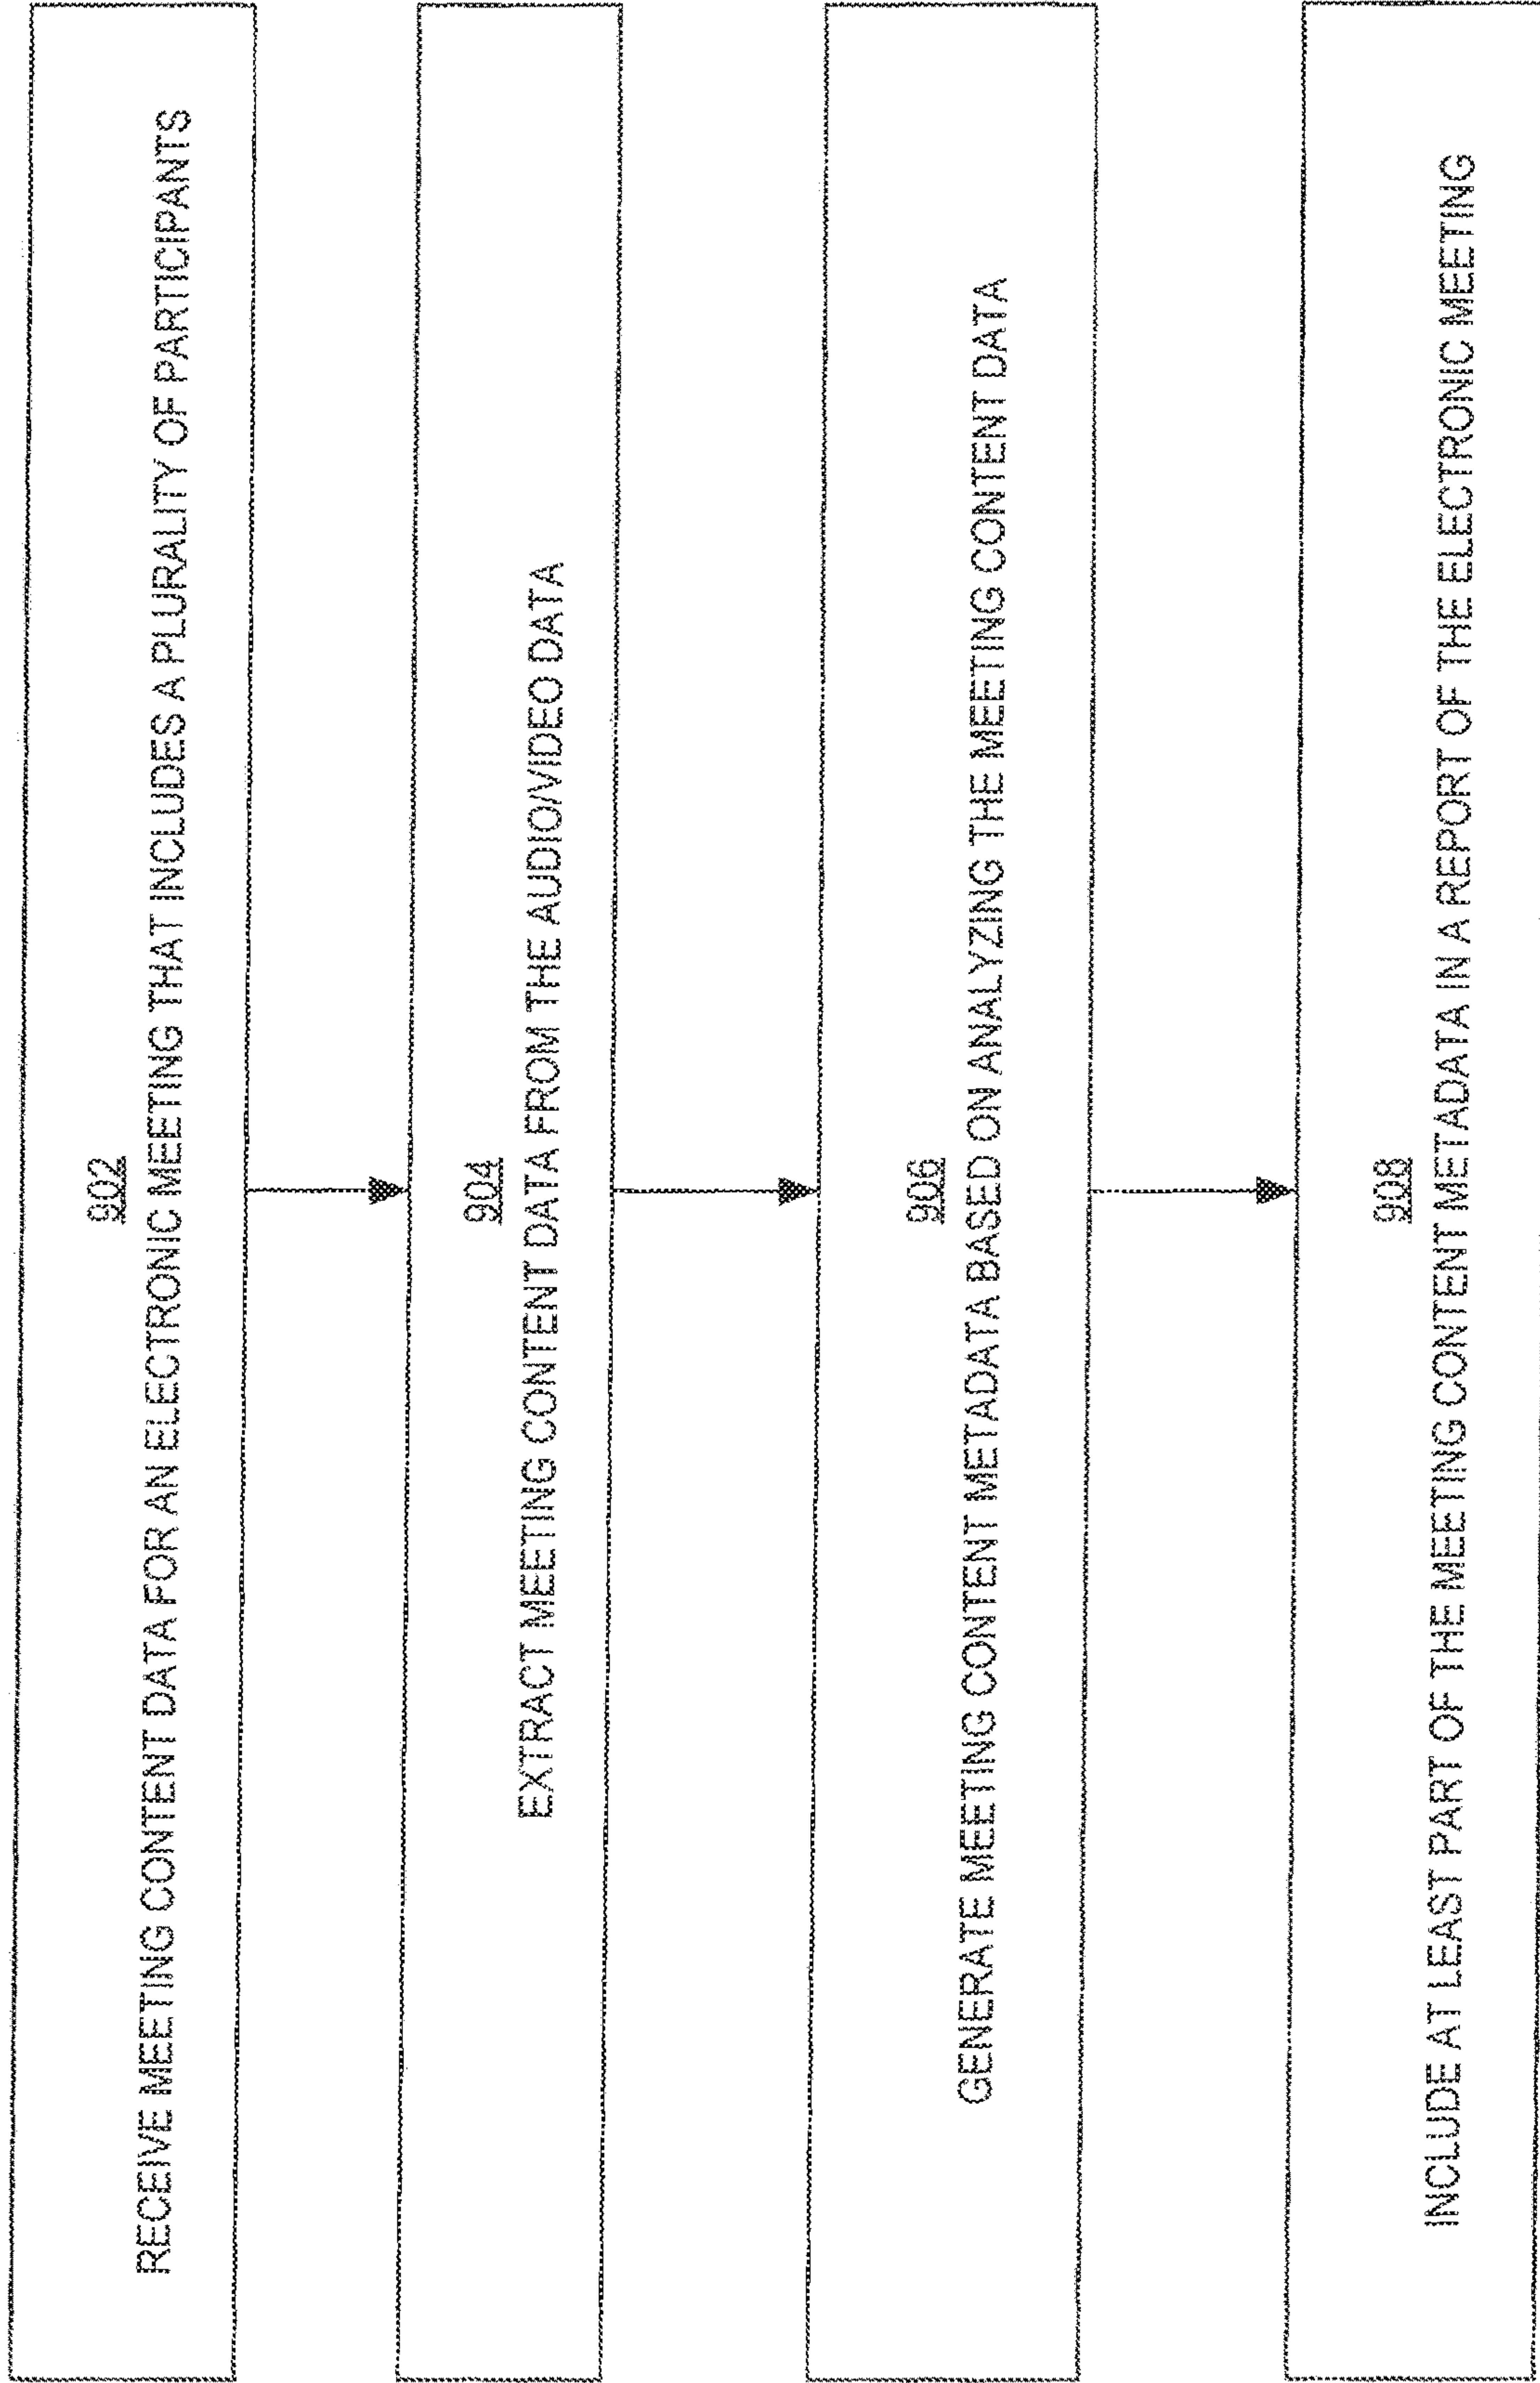 902
RECEIVE MEETING CONTENT DATA FOR AN ELECTRONIC MEETING THAT INCLUDES A PLURALITY OF PARTICIPANTS
904
EXTRACT MEETING CONTENT DATA FROM THE AUDIO/VIDEO DATA
906
GENERATE MEETING CONTENT METADATA BASED ON ANALYZING THE MEETING CONTENT DATA
908
INCLUDE AT LEAST PART OF THE MEETING CONTENT METADATA IN A REPORT OF THE ELECTRONIC MEETING